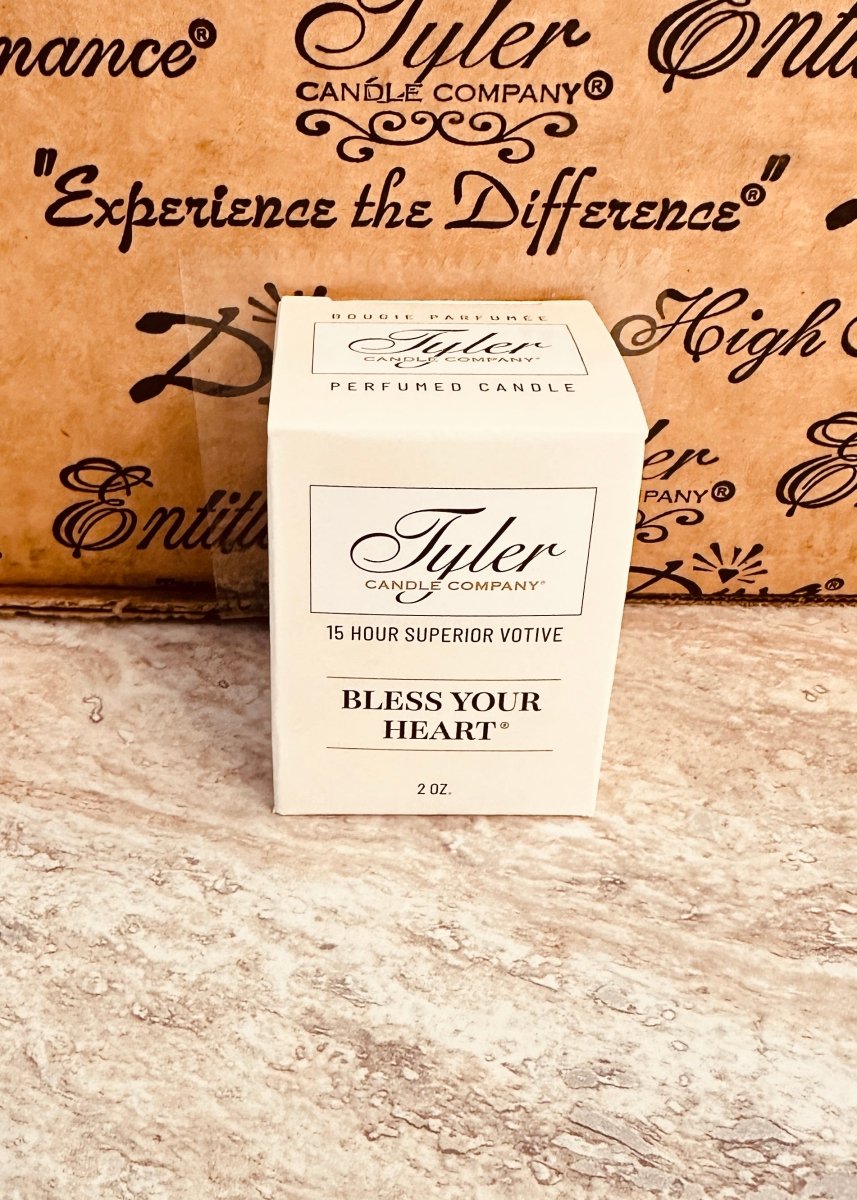 mance®
Tyler
CANDLE COMPANY®
"Experience the Difference®"
High
BOUGIE PARFUMÉE
Tyler
CANDLE COMPANY®
PERFUMED CANDLE
Tyler
CANDLE COMPANY®
15 HOUR SUPERIOR VOTIVE
BLESS YOUR
HEART®
2 OZ.